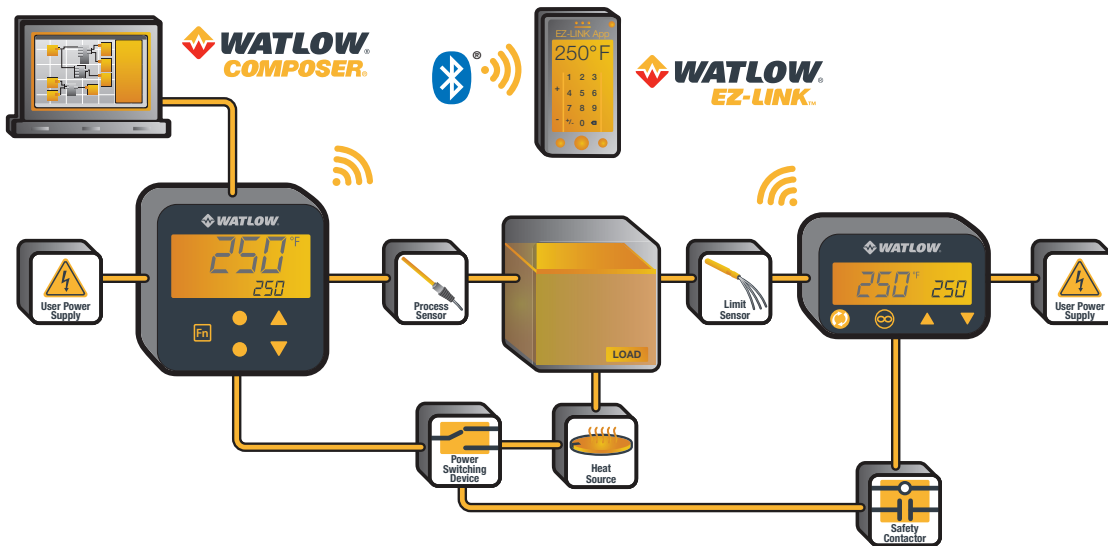 WATLOW®
COMPOSER®
®
EZ-LINK App
250°F
1 2 3
+ 4 5 6
7 8 9
- +/- 0
WATLOW®
EZ-LINK™
WATLOW®
250 °F
250
Fn
User Power
Supply
Process
Sensor
LOAD
Limit
Sensor
WATLOW®
250 °F 250
User Power
Supply
Power
Switching
Device
Heat
Source
Safety
Contactor